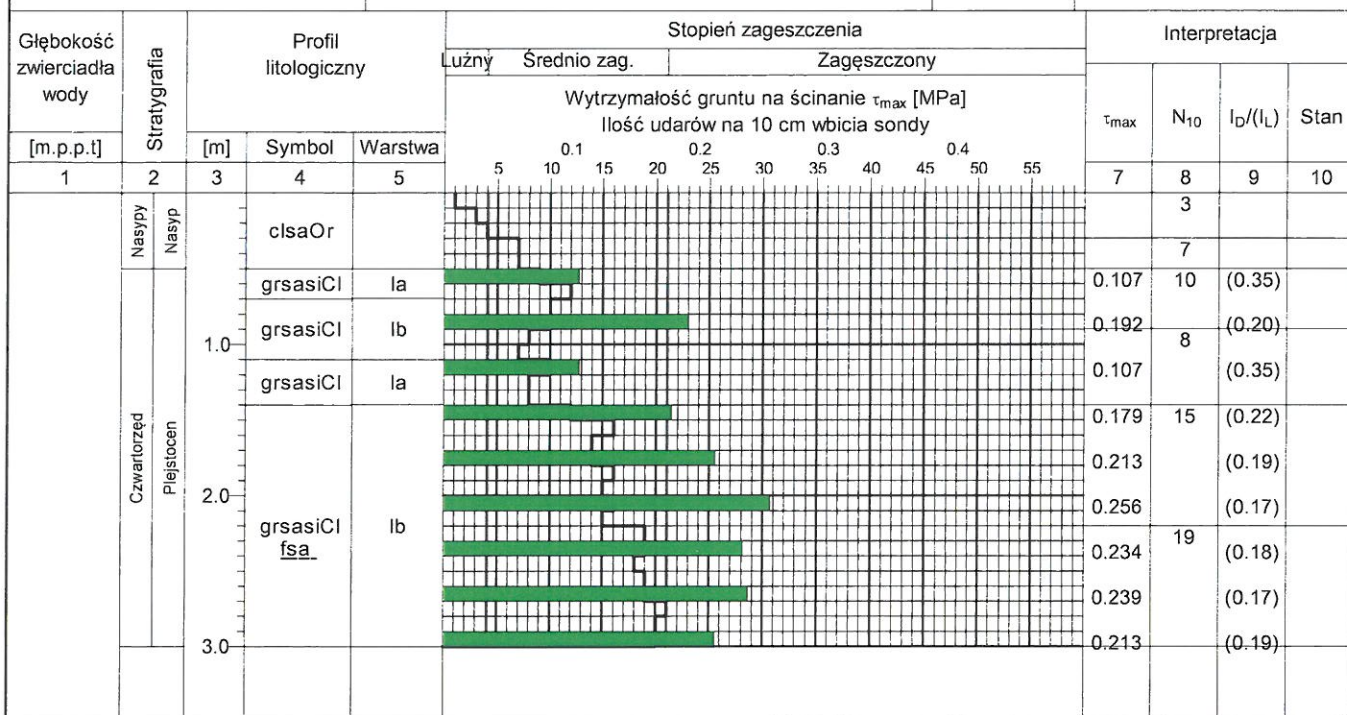 Głębokość zwierciadła wody
Stratygrafia
Profil litologiczny
Stopień zagęszczenia
Interpretacja
Luźny Średnio zag. Zagęszczony
Wytrzymałość gruntu na ścinanie τmax [MPa]
Ilość udarów na 10 cm wbicia sondy
τmax N10 ID/(IL) Stan
[m.p.p.t] [m] Symbol Warstwa
0.1 0.2 0.3 0.4
5 10 15 20 25 30 35 40 45 50 55
1 2 3 4 5 7 8 9 10
Nasypy Nasyp clsaOr 3
7
grsasiCl Ia 0.107 10 (0.35)
grsasiCl Ib 0.192 (0.20)
1.0 8
grsasiCl Ia 0.107 (0.35)
0.179 15 (0.22)
Czwartorzęd Plejstocen
0.213 (0.19)
2.0 0.256 (0.17)
grsasiCl Ib
fsa
19
0.234 (0.18)
0.239 (0.17)
3.0 0.213 (0.19)